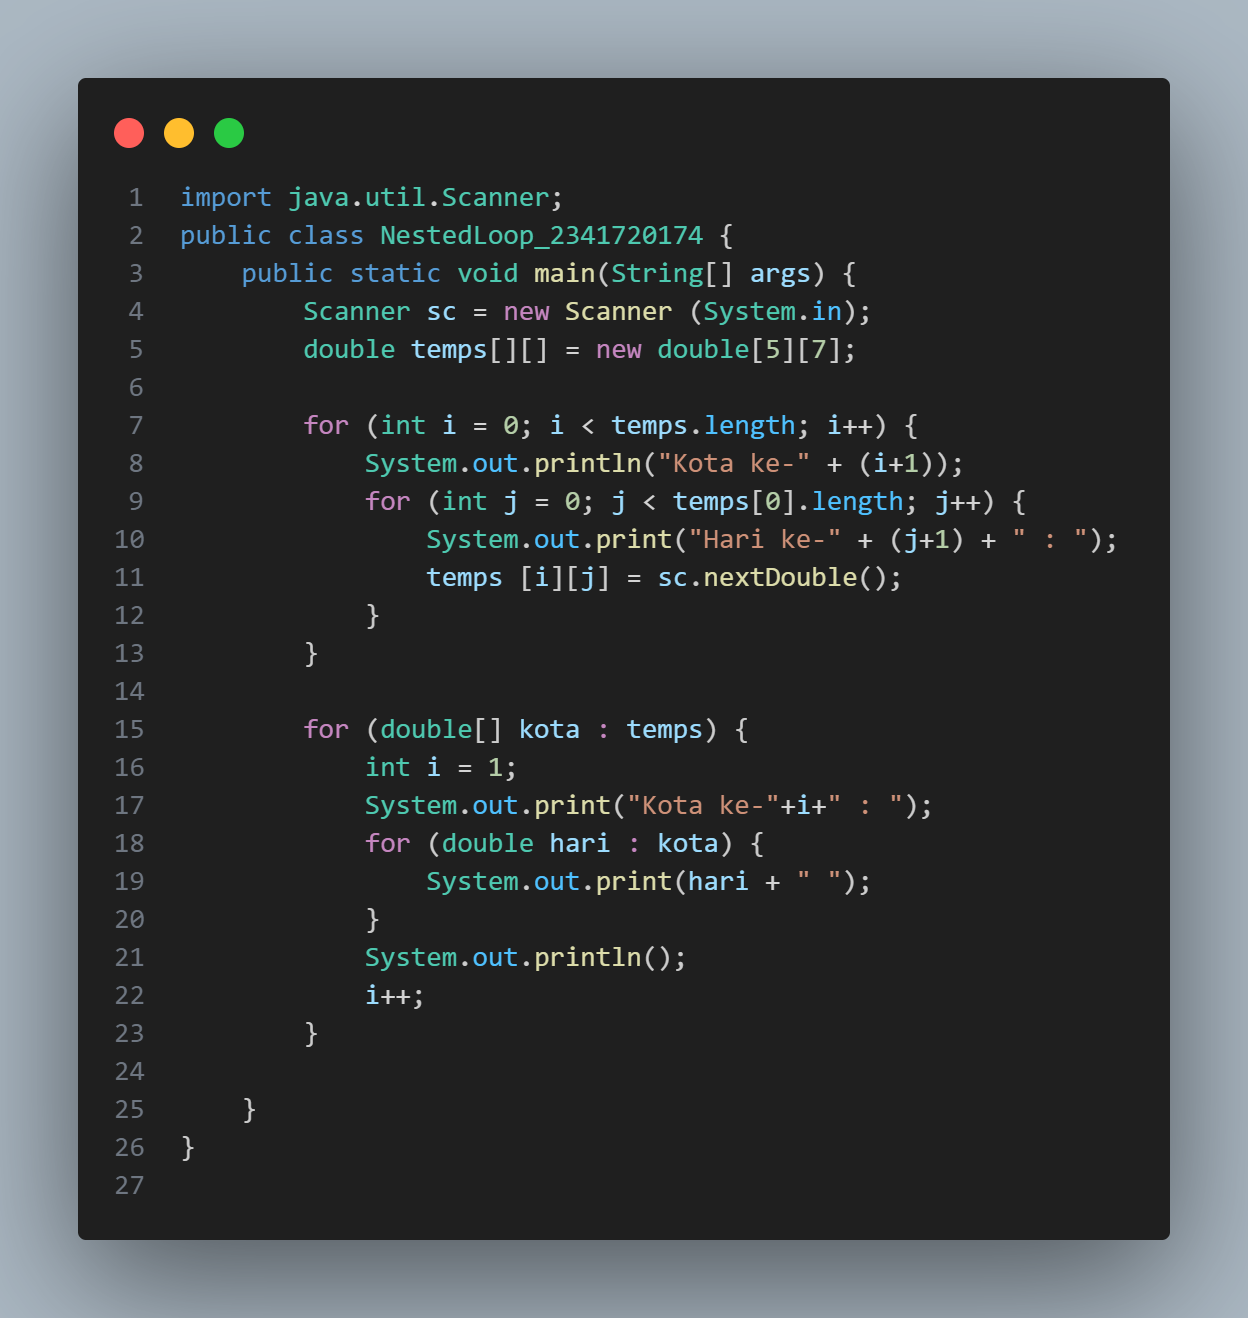 1 import java.util.Scanner;
2 public class NestedLoop_2341720174 {
3     public static void main(String[] args) {
4         Scanner sc = new Scanner (System.in);
5         double temps[][] = new double[5][7];
6
7         for (int i = 0; i < temps.length; i++) {
8             System.out.println("Kota ke-" + (i+1));
9             for (int j = 0; j < temps[0].length; j++) {
10                 System.out.print("Hari ke-" + (j+1) + " : ");
11                 temps [i][j] = sc.nextDouble();
12             }
13         }
14
15         for (double[] kota : temps) {
16             int i = 1;
17             System.out.print("Kota ke-"+i+" : ");
18             for (double hari : kota) {
19                 System.out.print(hari + " ");
20             }
21             System.out.println();
22             i++;
23         }
24
25     }
26 }
27